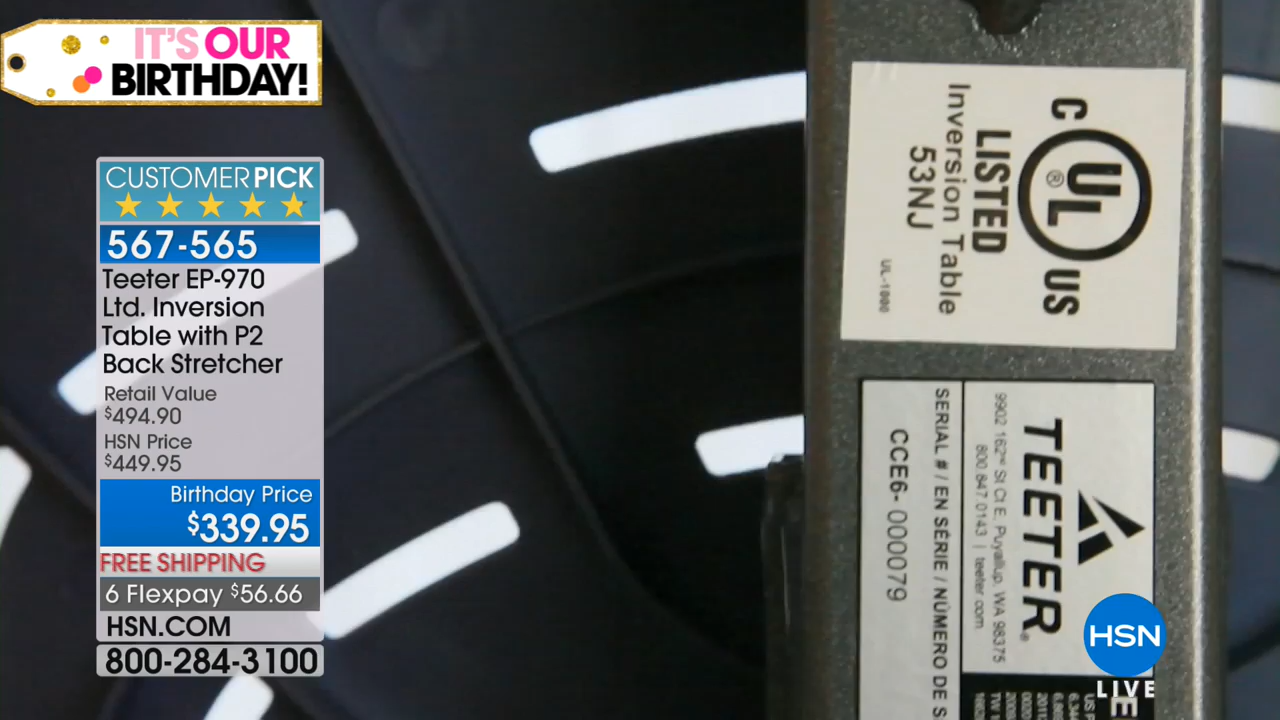 IT'S OUR
BIRTHDAY!
CUSTOMER PICK
567-565
Teeter EP-970
Ltd. Inversion
Table with P2
Back Stretcher
Retail Value
$494.90
HSN Price
$449.95
Birthday Price
$339.95
FREE SHIPPING
6 Flexpay $56.66
HSN.COM
800-284-3100
C UL US
®
LISTED
Inversion Table
53NJ
UL-1000
TEETER®
9902 162nd St Ct E, Puyallup, WA 98375
800 847 0143 | teeter.com
SERIAL # / EN SÉRIE / NÚMERO DE S
CCE6-000079
HSN
LIVE